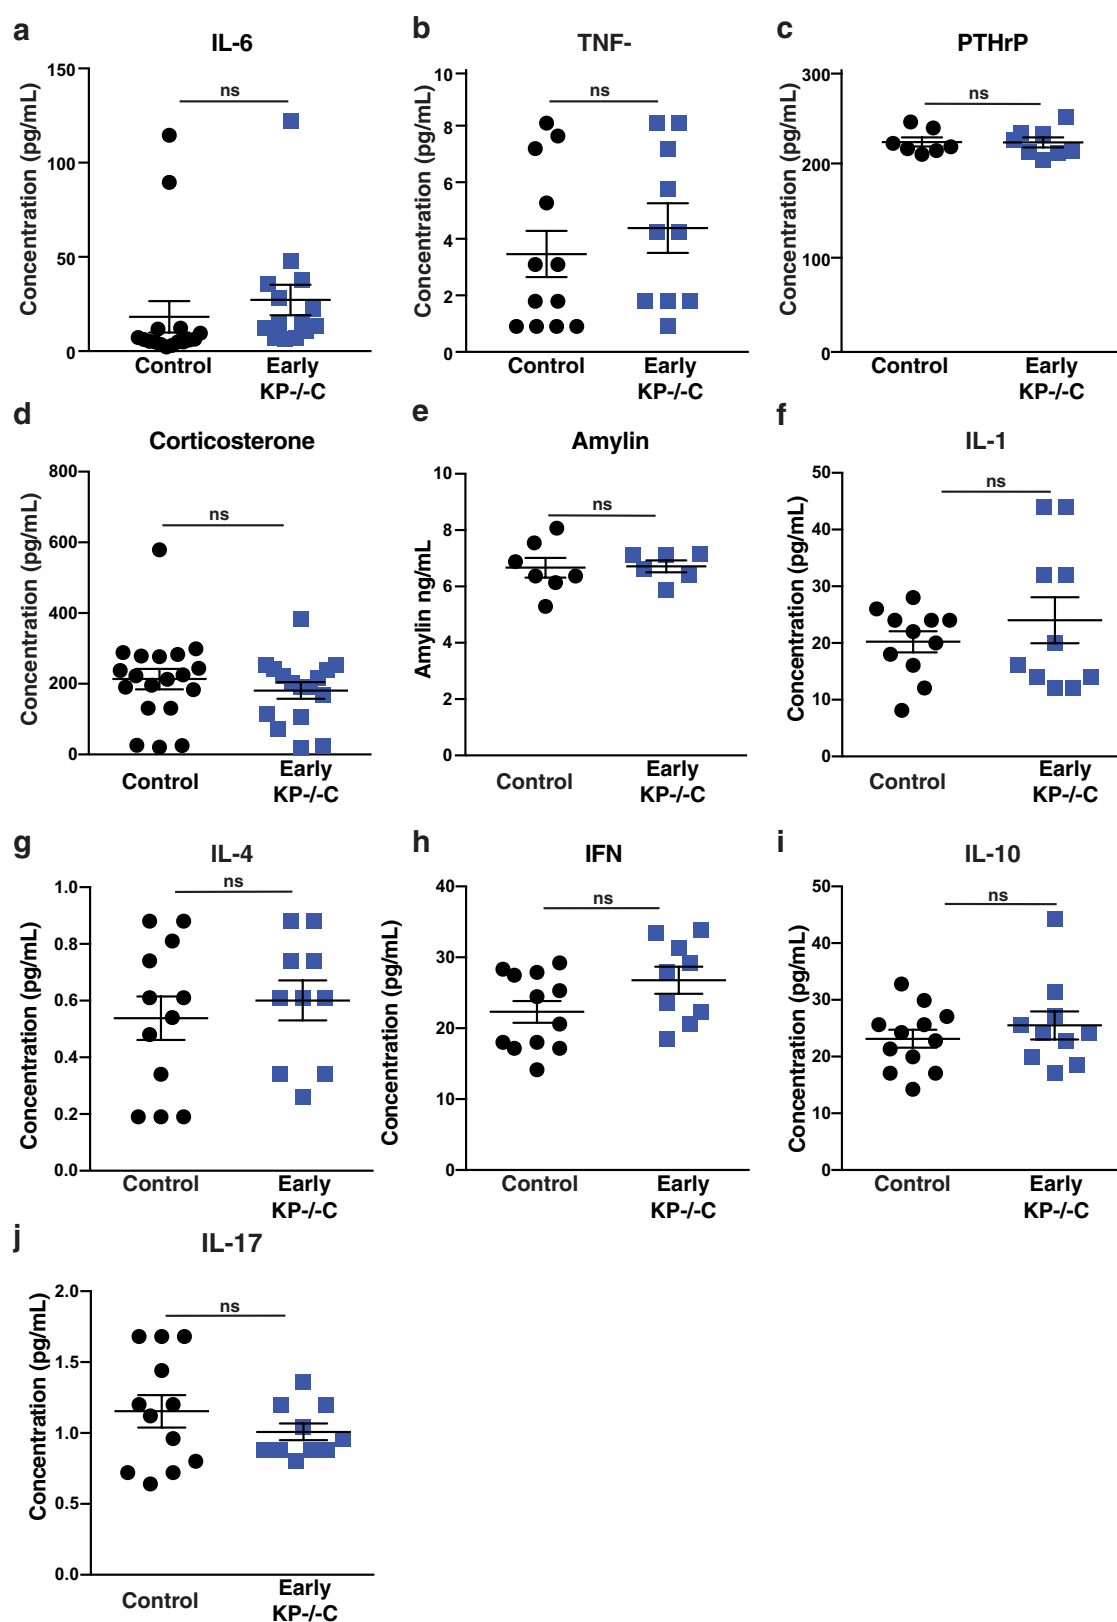 a
IL-6
Concentration (pg/mL)
150
100
50
0
ns
Control
Early
KP-/-C
b
TNF-
Concentration (pg/mL)
10
8
6
4
2
0
ns
Control
Early
KP-/-C
c
PTHrP
Concentration (pg/mL)
300
200
100
0
ns
Control
Early
KP-/-C
d
Corticosterone
Concentration (pg/mL)
800
600
400
200
0
ns
Control
Early
KP-/-C
e
Amylin
Amylin ng/mL
10
8
6
4
2
0
ns
Control
Early
KP-/-C
f
IL-1
Concentration (pg/mL)
50
40
30
20
10
0
ns
Control
Early
KP-/-C
g
IL-4
Concentration (pg/mL)
1.0
0.8
0.6
0.4
0.2
0.0
ns
Control
Early
KP-/-C
h
IFN
Concentration (pg/mL)
40
30
20
10
0
ns
Control
Early
KP-/-C
i
IL-10
Concentration (pg/mL)
50
40
30
20
10
0
ns
Control
Early
KP-/-C
j
IL-17
Concentration (pg/mL)
2.0
1.5
1.0
0.5
0.0
ns
Control
Early
KP-/-C